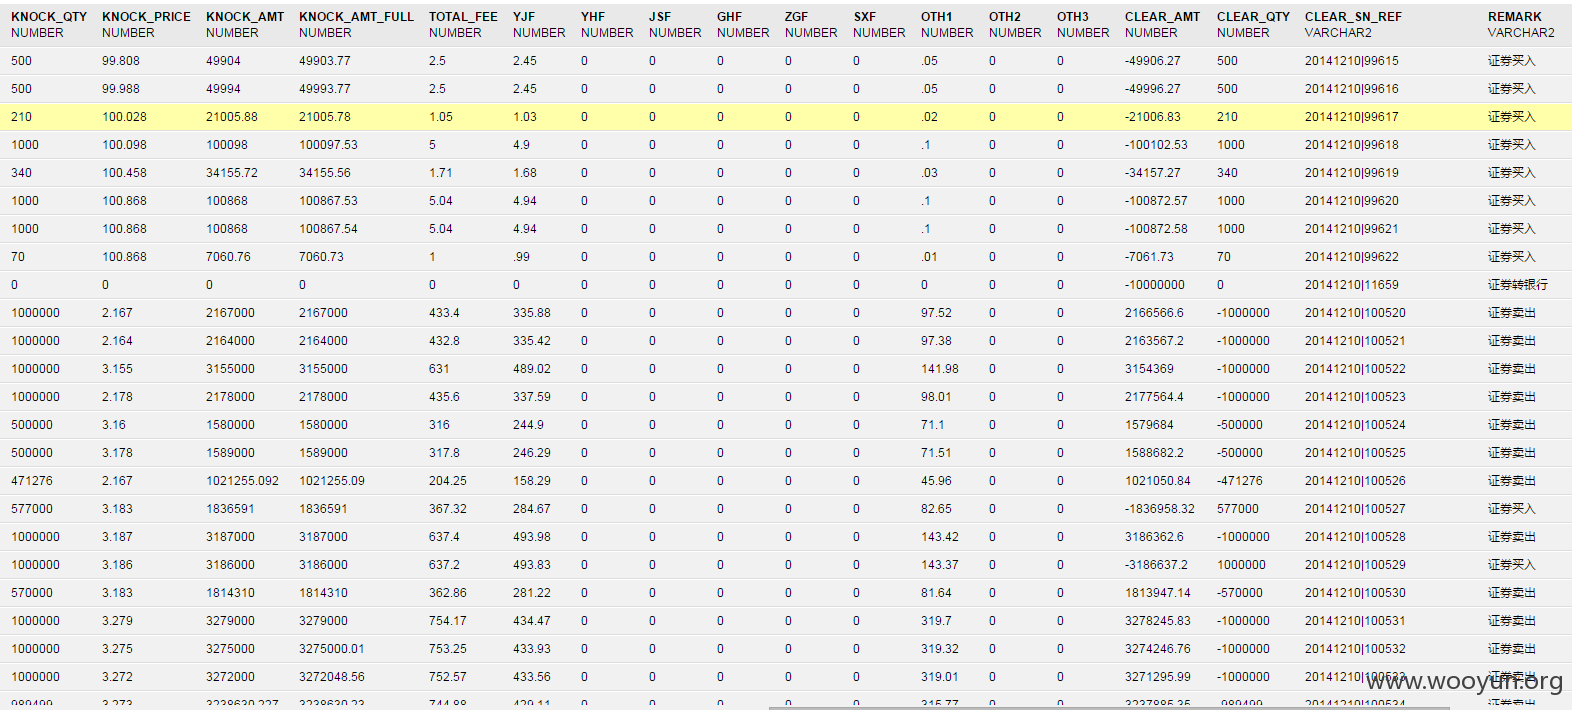 KNOCK_QTY KNOCK_PRICE KNOCK_AMT KNOCK_AMT_FULL TOTAL_FEE YJF YHF JSF GHF ZGF SXF OTH1 OTH2 OTH3 CLEAR_AMT CLEAR_QTY CLEAR_SN_REF REMARK
NUMBER NUMBER NUMBER NUMBER NUMBER NUMBER NUMBER NUMBER NUMBER NUMBER NUMBER NUMBER NUMBER NUMBER NUMBER NUMBER VARCHAR2 VARCHAR2
500 99.808 49904 49903.77 2.5 2.45 0 0 0 0 0 .05 0 0 -49906.27 500 20141210|99615 证券买入
500 99.988 49994 49993.77 2.5 2.45 0 0 0 0 0 .05 0 0 -49996.27 500 20141210|99616 证券买入
210 100.028 21005.88 21005.78 1.05 1.03 0 0 0 0 0 .02 0 0 -21006.83 210 20141210|99617 证券买入
1000 100.098 100098 100097.53 5 4.9 0 0 0 0 0 .1 0 0 -100102.53 1000 20141210|99618 证券买入
340 100.458 34155.72 34155.56 1.71 1.68 0 0 0 0 0 .03 0 0 -34157.27 340 20141210|99619 证券买入
1000 100.868 100868 100867.53 5.04 4.94 0 0 0 0 0 .1 0 0 -100872.57 1000 20141210|99620 证券买入
1000 100.868 100868 100867.54 5.04 4.94 0 0 0 0 0 .1 0 0 -100872.58 1000 20141210|99621 证券买入
70 100.868 7060.76 7060.73 1 .99 0 0 0 0 0 .01 0 0 -7061.73 70 20141210|99622 证券买入
0 0 0 0 0 0 0 0 0 0 0 0 0 0 -10000000 0 20141210|11659 证券转银行
1000000 2.167 2167000 2167000 433.4 335.88 0 0 0 0 0 97.52 0 0 2166566.6 -1000000 20141210|100520 证券卖出
1000000 2.164 2164000 2164000 432.8 335.42 0 0 0 0 0 97.38 0 0 2163567.2 -1000000 20141210|100521 证券卖出
1000000 3.155 3155000 3155000 631 489.02 0 0 0 0 0 141.98 0 0 3154369 -1000000 20141210|100522 证券卖出
1000000 2.178 2178000 2178000 435.6 337.59 0 0 0 0 0 98.01 0 0 2177564.4 -1000000 20141210|100523 证券卖出
500000 3.16 1580000 1580000 316 244.9 0 0 0 0 0 71.1 0 0 1579684 -500000 20141210|100524 证券卖出
500000 3.178 1589000 1589000 317.8 246.29 0 0 0 0 0 71.51 0 0 1588682.2 -500000 20141210|100525 证券卖出
471276 2.167 1021255.092 1021255.09 204.25 158.29 0 0 0 0 0 45.96 0 0 1021050.84 -471276 20141210|100526 证券卖出
577000 3.183 1836591 1836591 367.32 284.67 0 0 0 0 0 82.65 0 0 -1836958.32 577000 20141210|100527 证券买入
1000000 3.187 3187000 3187000 637.4 493.98 0 0 0 0 0 143.42 0 0 3186362.6 -1000000 20141210|100528 证券卖出
1000000 3.186 3186000 3186000 637.2 493.83 0 0 0 0 0 143.37 0 0 -3186637.2 1000000 20141210|100529 证券买入
570000 3.183 1814310 1814310 362.86 281.22 0 0 0 0 0 81.64 0 0 1813947.14 -570000 20141210|100530 证券卖出
1000000 3.279 3279000 3279000 754.17 434.47 0 0 0 0 0 319.7 0 0 3278245.83 -1000000 20141210|100531 证券卖出
1000000 3.275 3275000 3275000.01 753.25 433.93 0 0 0 0 0 319.32 0 0 3274246.76 -1000000 20141210|100532 证券卖出
1000000 3.272 3272000 3272048.56 752.57 433.56 0 0 0 0 0 319.01 0 0 3271295.99 -1000000 20141210|100533 证券卖出
989499 3.273 3238630.227 3238630.23 744.88 429.11 0 0 0 0 0 315.77 0 0 3237885.35 -989499 20141210|100534 证券卖出
www.wooyun.org